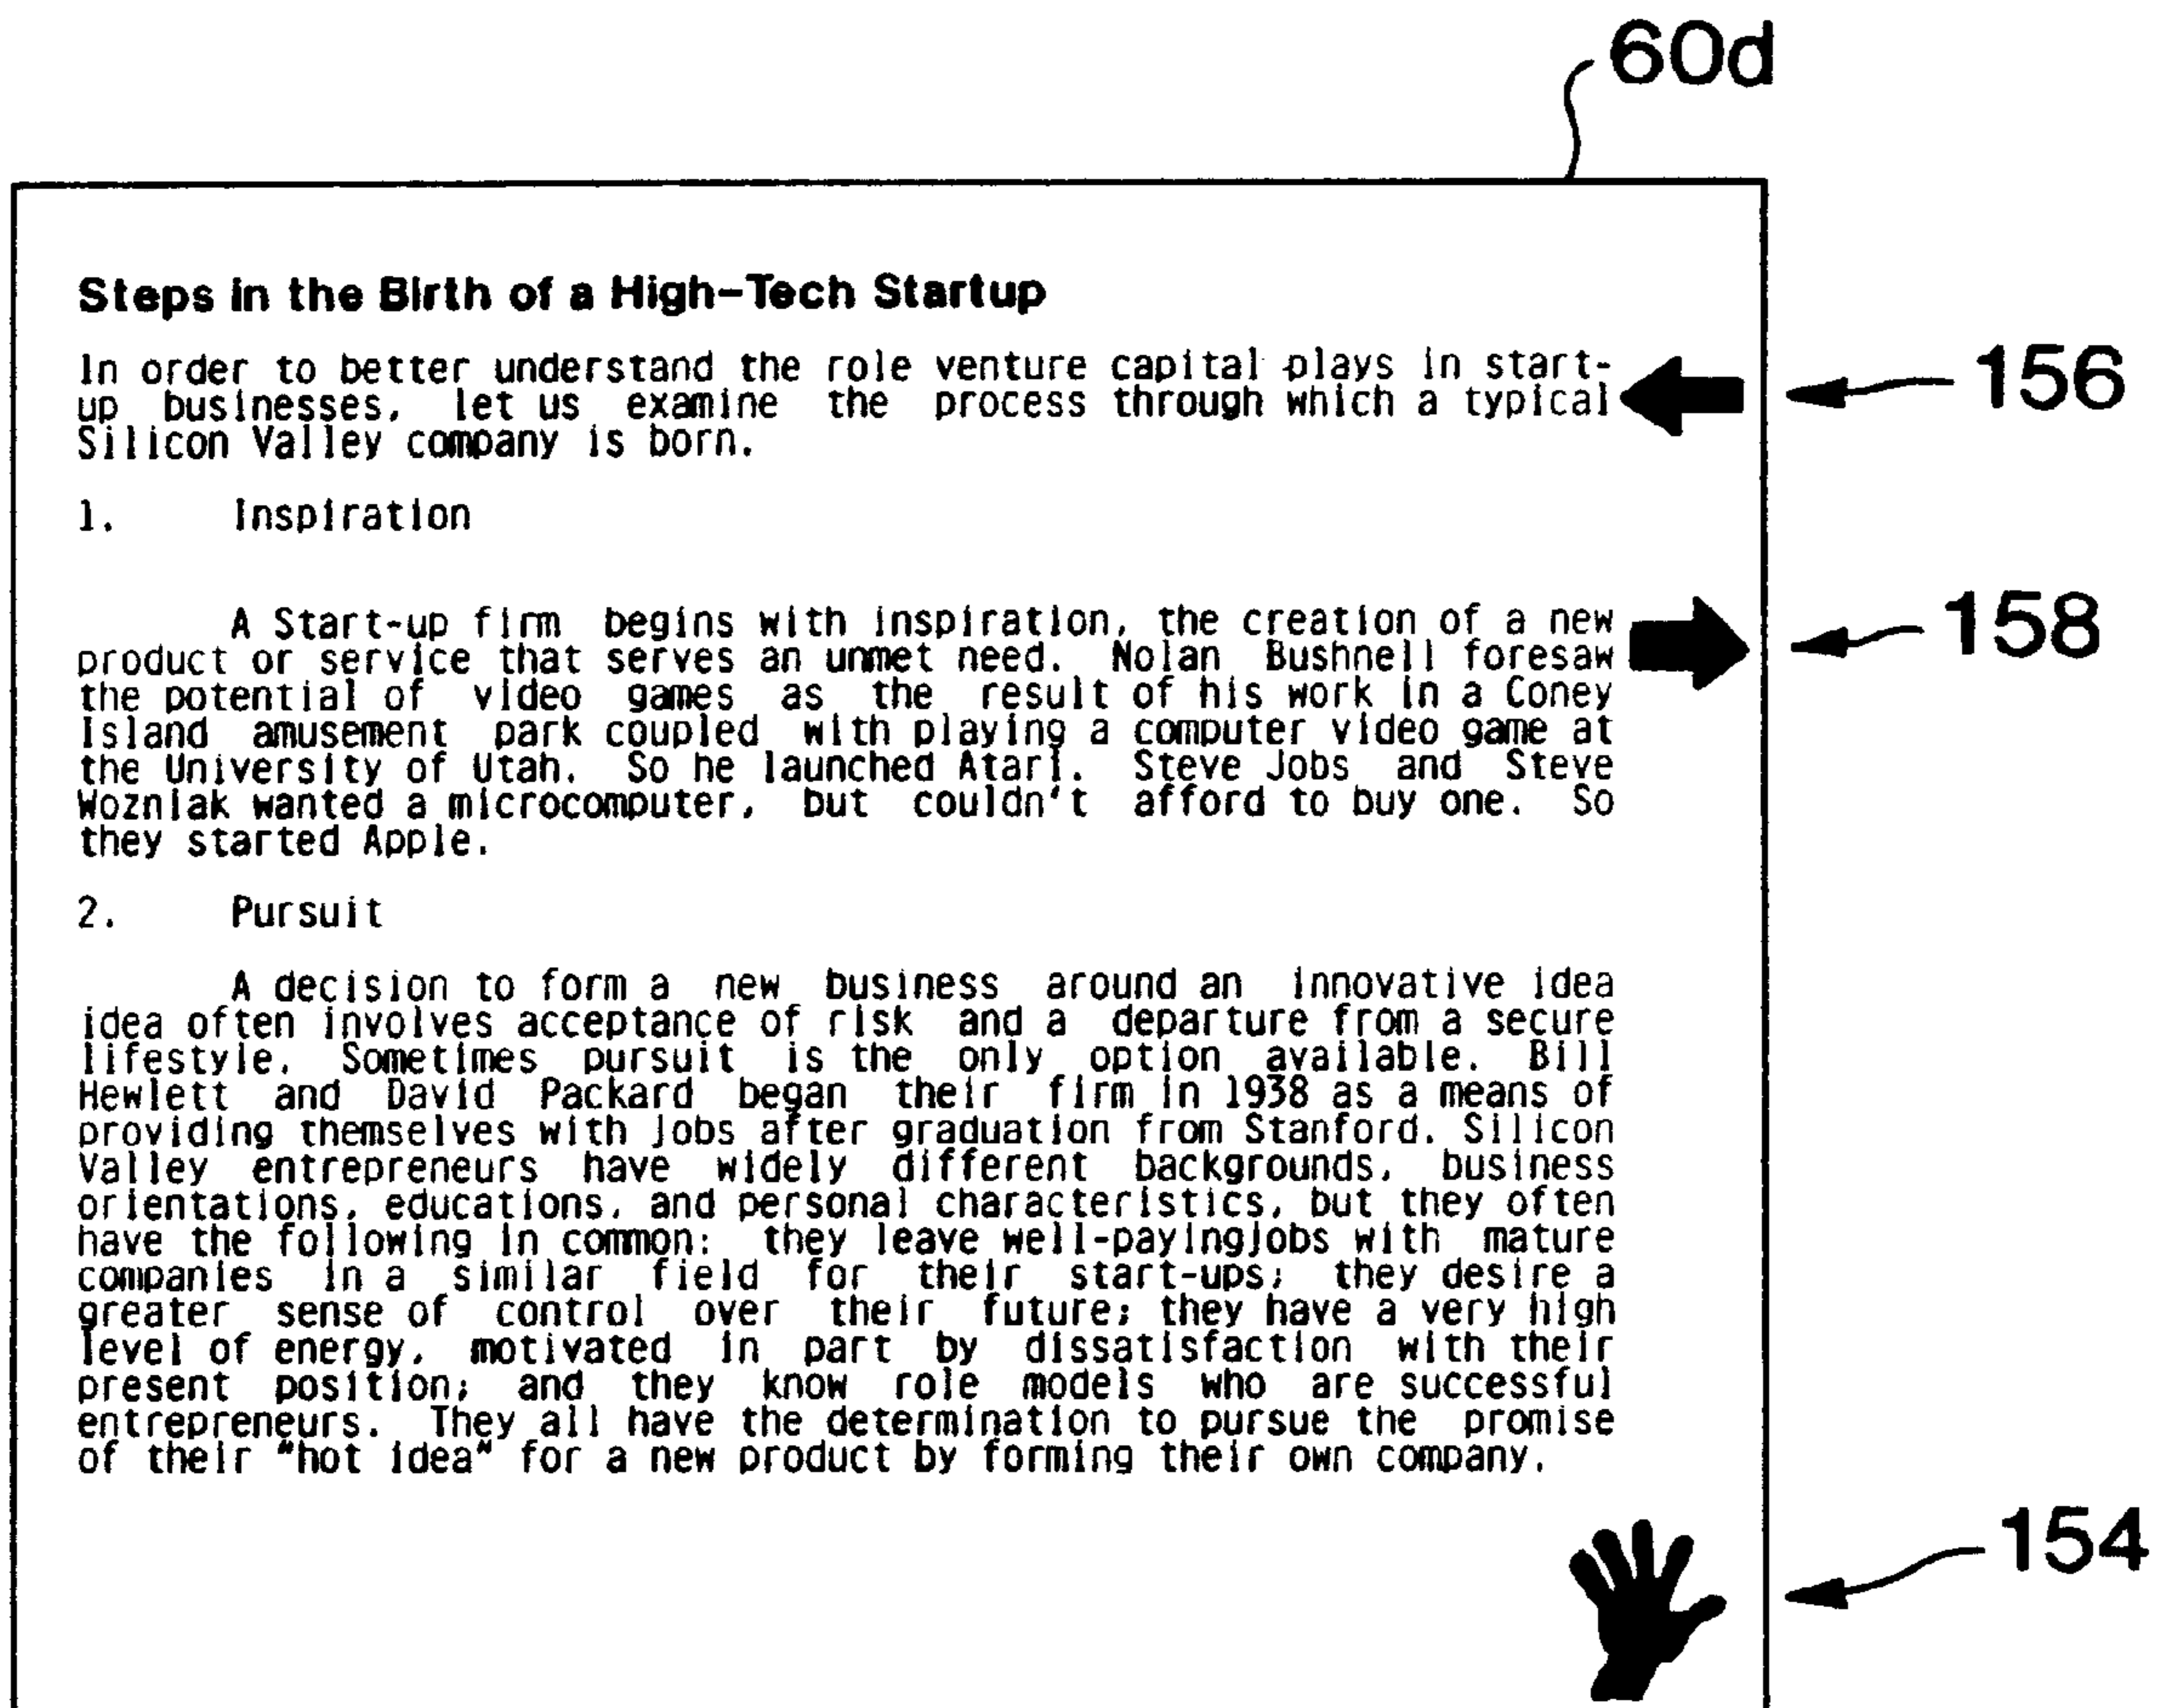 60d
Steps in the Birth of a High-Tech Startup
In order to better understand the role venture capital plays in start-
up businesses, let us examine the process through which a typical
Silicon Valley company is born.
156
1. Inspiration
A Start-up firm begins with inspiration, the creation of a new
product or service that serves an unmet need. Nolan Bushnell foresaw
the potential of video games as the result of his work in a Coney
Island amusement park coupled with playing a computer video game at
the University of Utah. So he launched Atari. Steve Jobs and Steve
Wozniak wanted a microcomputer, but couldn't afford to buy one. So
they started Apple.
158
2. Pursuit
A decision to form a new business around an innovative idea
idea often involves acceptance of risk and a departure from a secure
lifestyle. Sometimes pursuit is the only option available. Bill
Hewlett and David Packard began their firm in 1938 as a means of
providing themselves with jobs after graduation from Stanford. Silicon
Valley entrepreneurs have widely different backgrounds, business
orientations, educations, and personal characteristics, but they often
have the following in common: they leave well-payingjobs with mature
companies in a similar field for their start-ups; they desire a
greater sense of control over their future; they have a very high
level of energy, motivated in part by dissatisfaction with their
present position; and they know role models who are successful
entrepreneurs. They all have the determination to pursue the promise
of their "hot idea" for a new product by forming their own company.
154